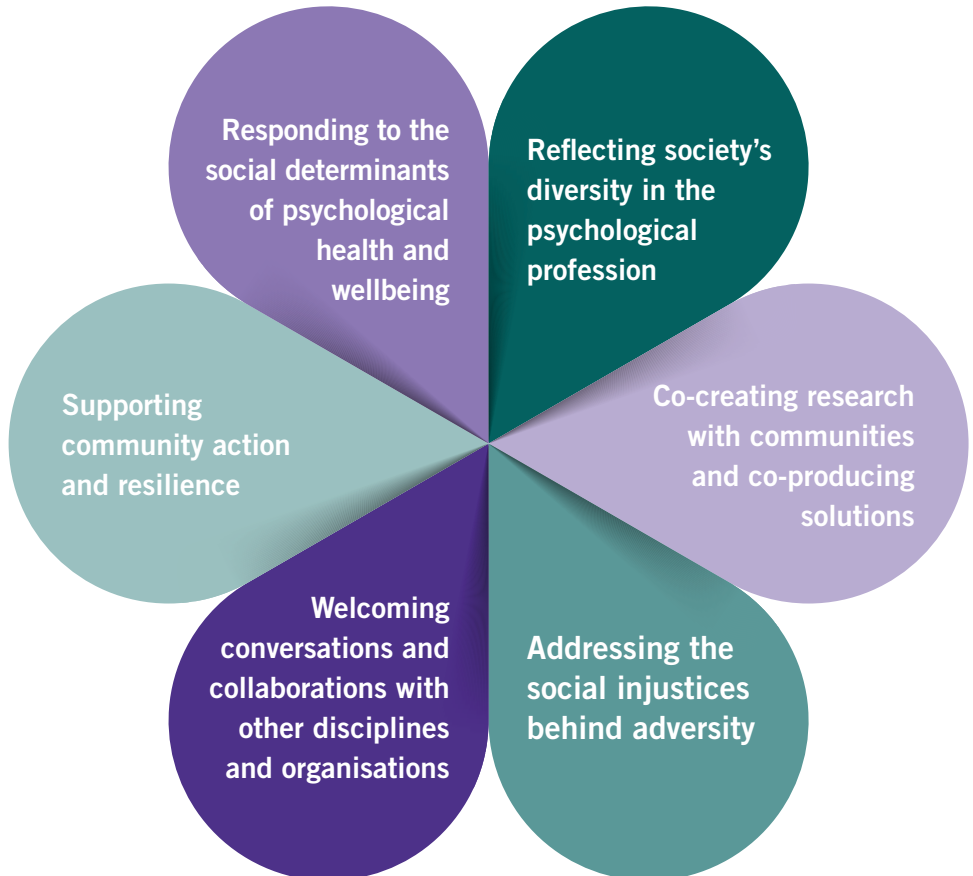 Responding to the
social determinants
of psychological
health and
wellbeing
Reflecting society’s
diversity in the
psychological
profession
Supporting
community action
and resilience
Co-creating research
with communities
and co-producing
solutions
Welcoming
conversations and
collaborations with
other disciplines
and organisations
Addressing the
social injustices
behind adversity